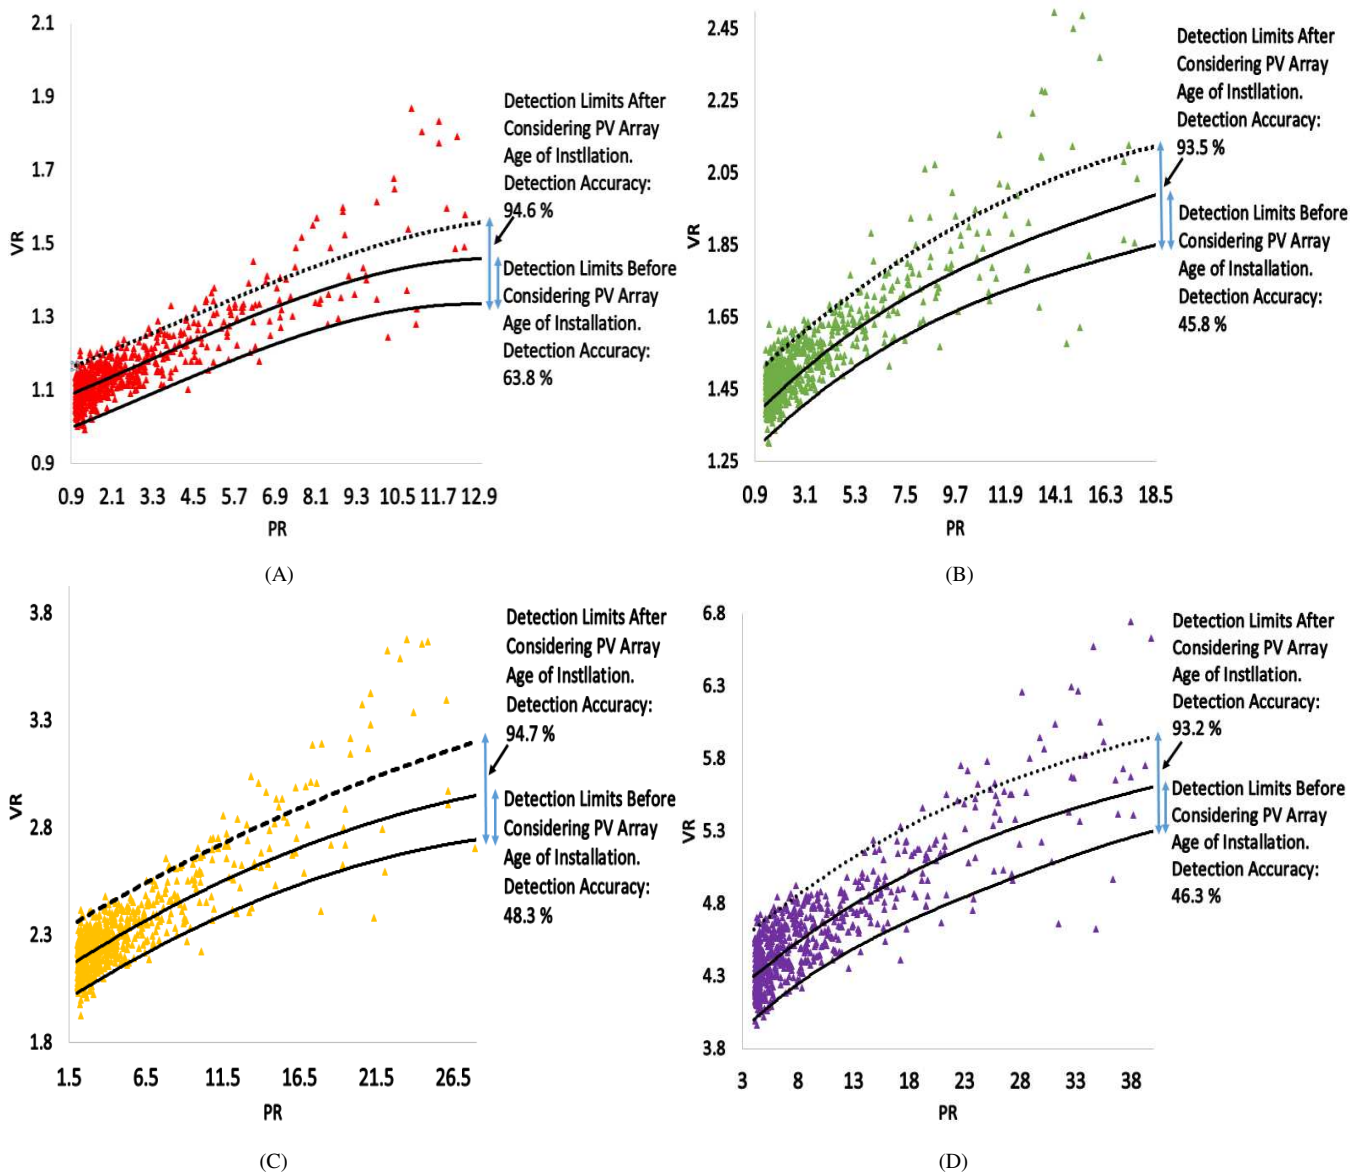 2.1
1.9
1.7
1.5
1.3
1.1
0.9
VR
0.9 2.1 3.3 4.5 5.7 6.9 8.1 9.3 10.5 11.7 12.9
PR
Detection Limits After
Considering PV Array
Age of Instllation.
Detection Accuracy:
94.6 %
Detection Limits Before
Considering PV Array
Age of Installation.
Detection Accuracy:
63.8 %
(A)
2.45
2.25
2.05
1.85
1.65
1.45
1.25
VR
0.9 3.1 5.3 7.5 9.7 11.9 14.1 16.3 18.5
PR
Detection Limits After
Considering PV Array
Age of Instllation.
Detection Accuracy:
93.5 %
Detection Limits Before
Considering PV Array
Age of Installation.
Detection Accuracy:
45.8 %
(B)
3.8
3.3
2.8
2.3
1.8
VR
1.5 6.5 11.5 16.5 21.5 26.5
PR
Detection Limits After
Considering PV Array
Age of Instllation.
Detection Accuracy:
94.7 %
Detection Limits Before
Considering PV Array
Age of Installation.
Detection Accuracy:
48.3 %
(C)
6.8
6.3
5.8
5.3
4.8
4.3
3.8
VR
3 8 13 18 23 28 33 38
PR
Detection Limits After
Considering PV Array
Age of Instllation.
Detection Accuracy:
93.2 %
Detection Limits Before
Considering PV Array
Age of Installation.
Detection Accuracy:
46.3 %
(D)